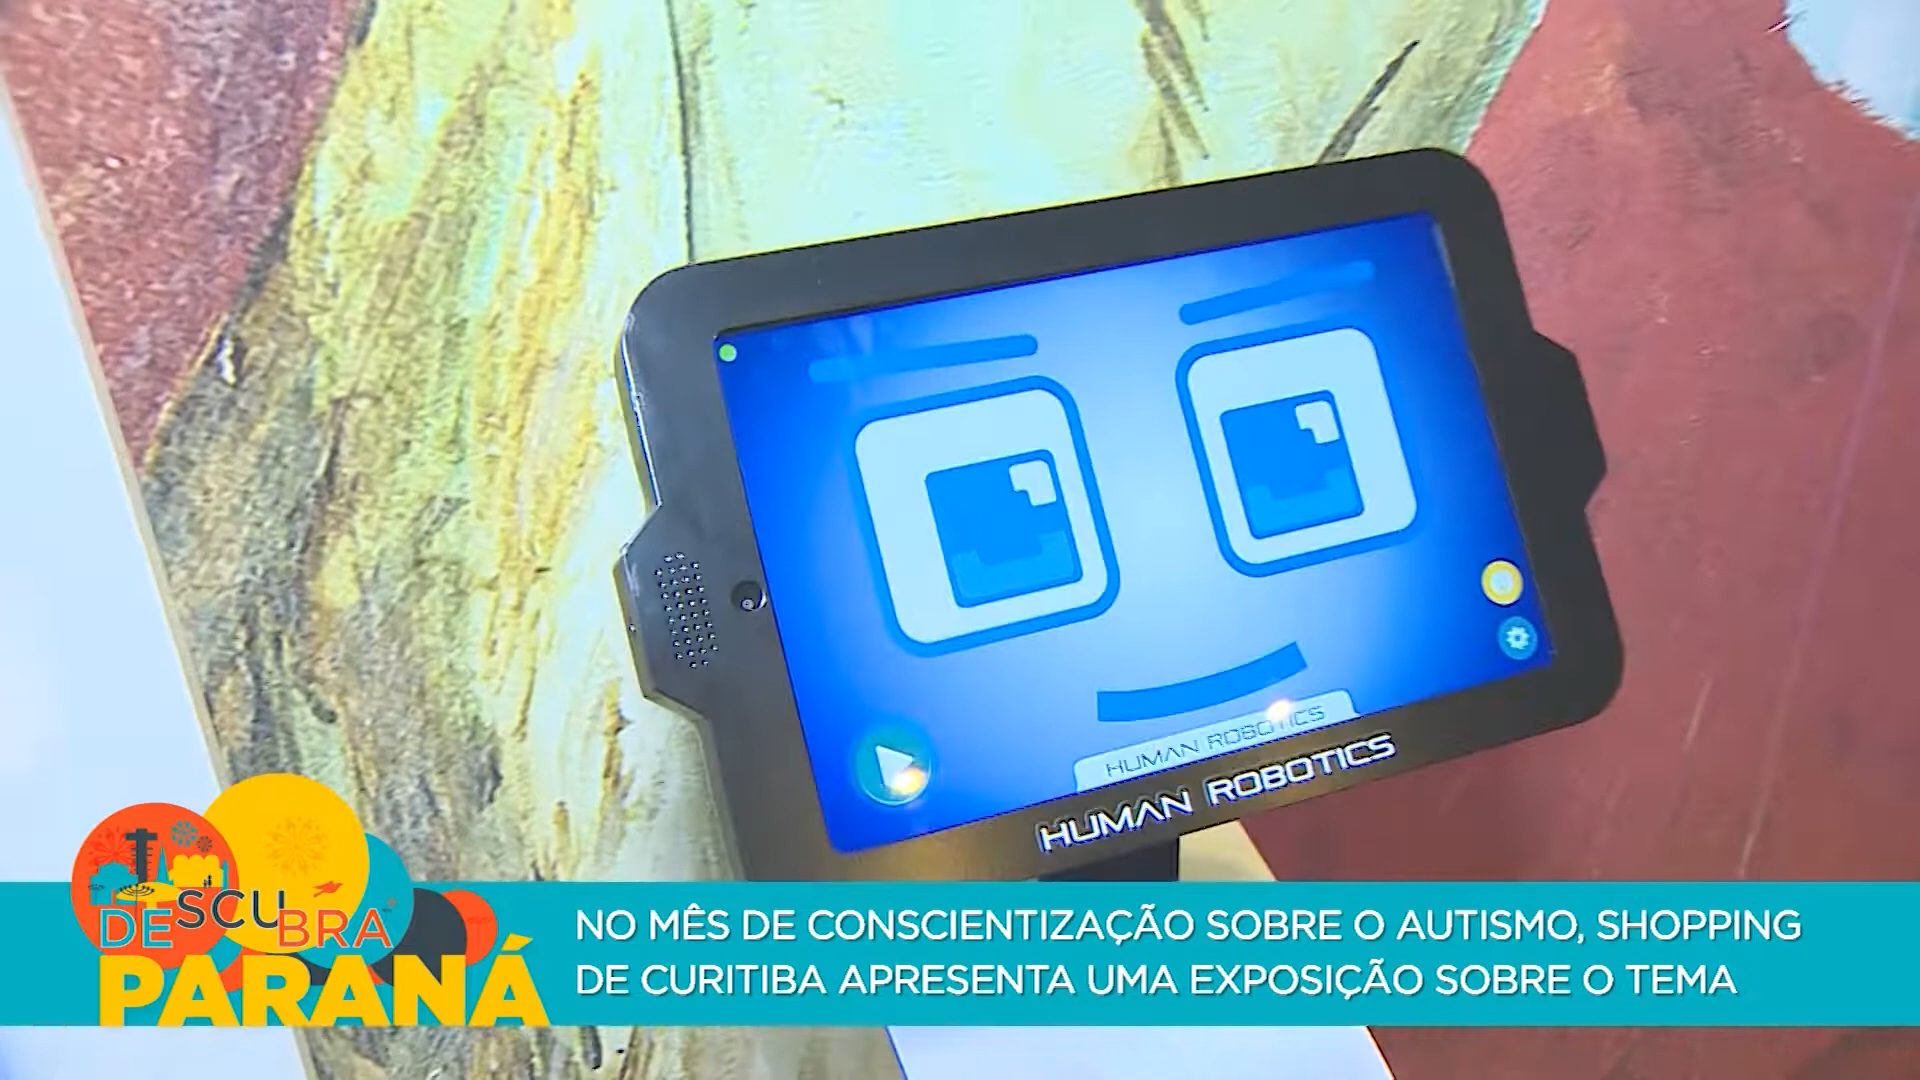 HUMAN ROBOTICS
HUMAN ROBOTICS
DESCUBRA
PARANÁ
NO MÊS DE CONSCIENTIZAÇÃO SOBRE O AUTISMO, SHOPPING
DE CURITIBA APRESENTA UMA EXPOSIÇÃO SOBRE O TEMA